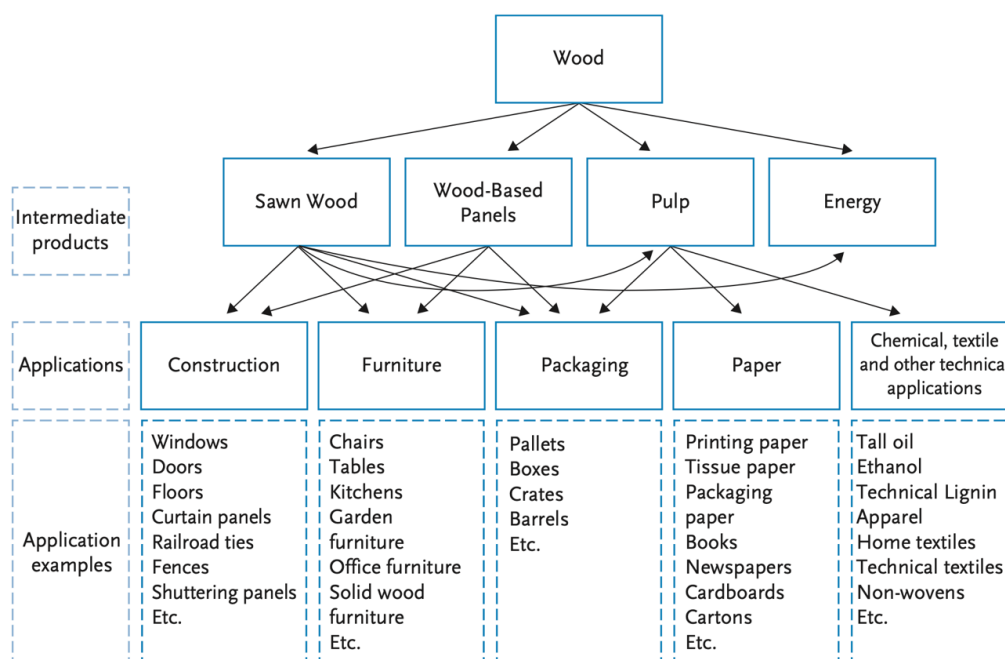 Wood
Sawn Wood
Wood-Based
Panels
Pulp
Energy
Intermediate
products
Applications
Construction
Furniture
Packaging
Paper
Chemical, textile
and other technica
applications
Application
examples
Windows
Doors
Floors
Curtain panels
Railroad ties
Fences
Shuttering panels
Etc.
Chairs
Tables
Kitchens
Garden
furniture
Office furniture
Solid wood
furniture
Etc.
Pallets
Boxes
Crates
Barrels
Etc.
Printing paper
Tissue paper
Packaging
paper
Books
Newspapers
Cardboards
Cartons
Etc.
Tall oil
Ethanol
Technical Lignin
Apparel
Home textiles
Technical textiles
Non-wovens
Etc.